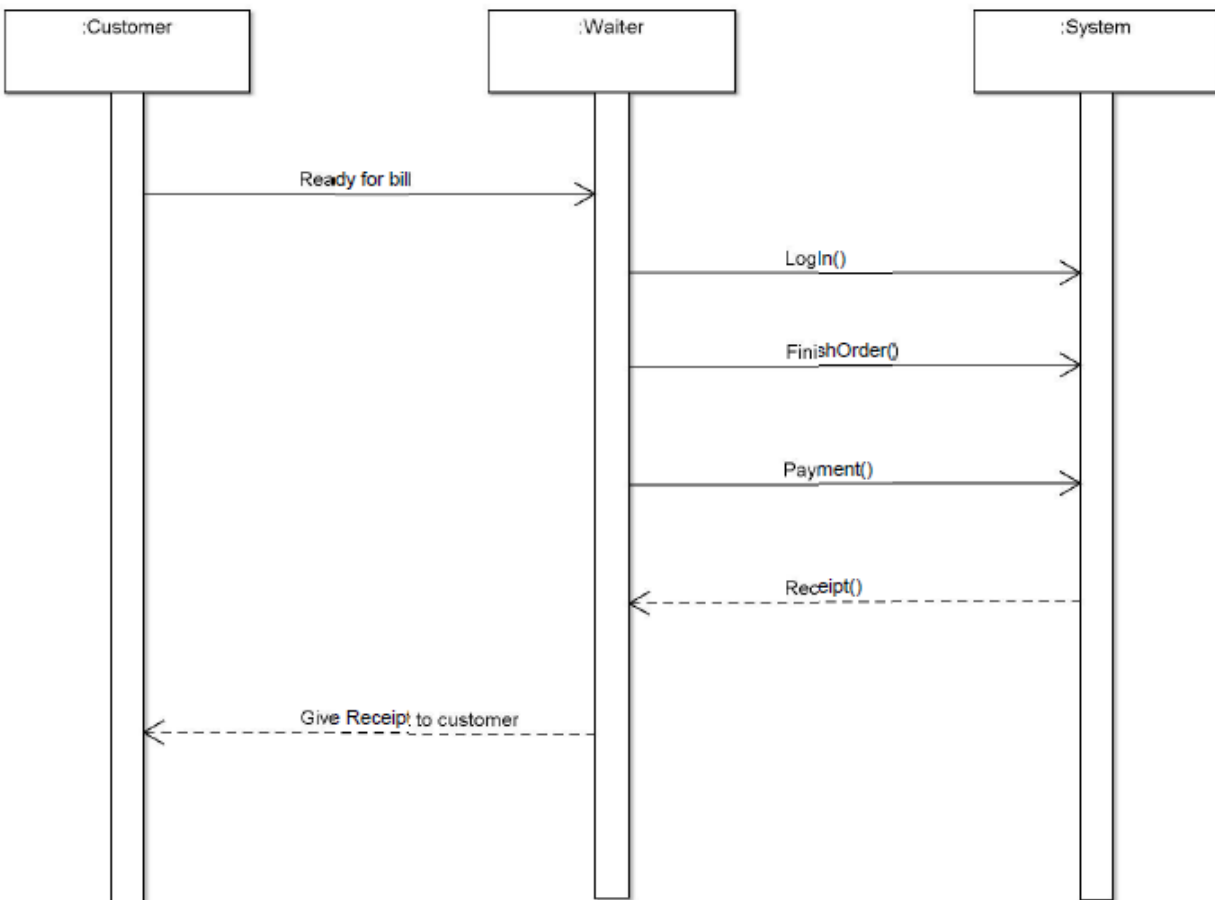 :Customer
:Waiter
:System
Ready for bill
LogIn()
FinishOrder()
Payment()
Receipt()
Give Receipt to customer